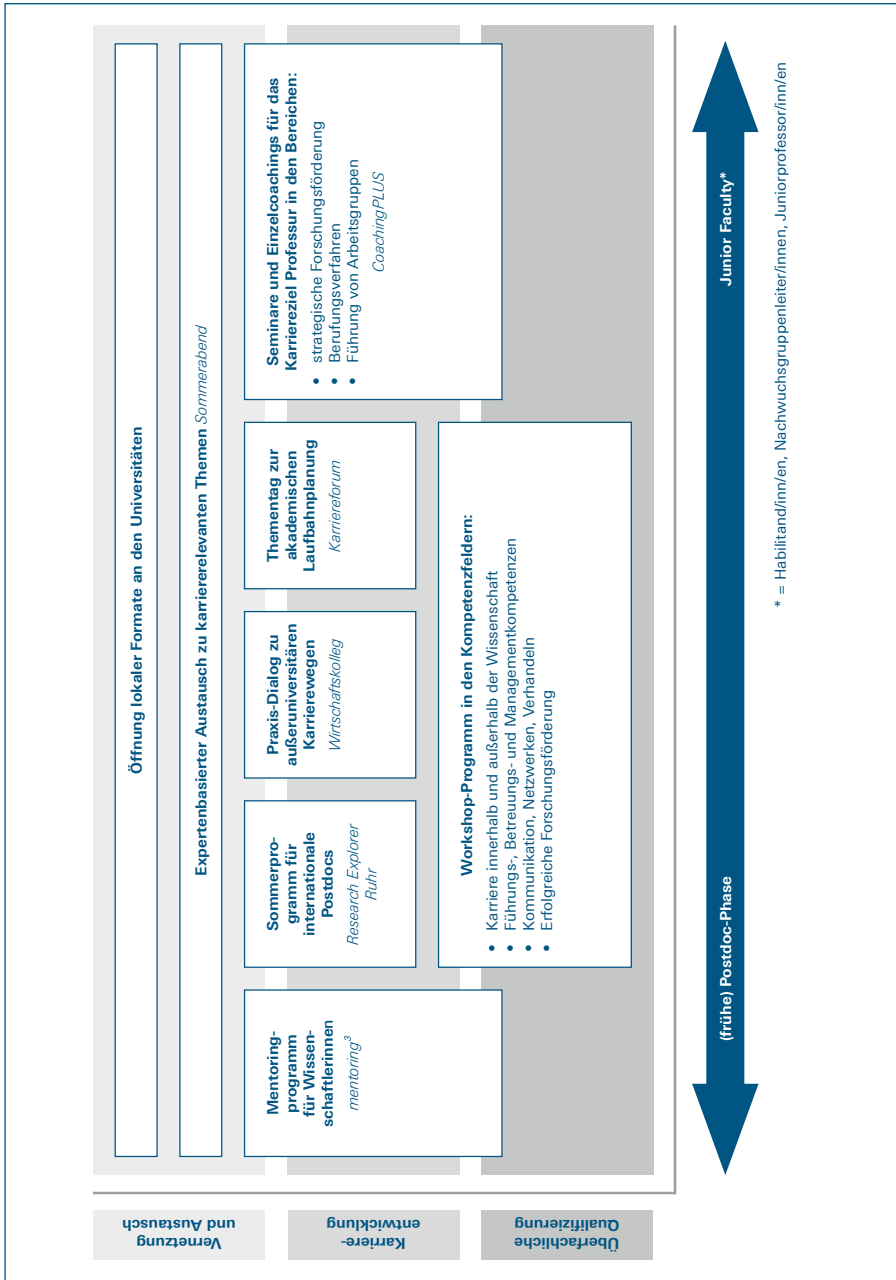 Vernetzung
und Austausch
Karriere-
entwicklung
Überfachliche
Qualifizierung
Öffnung lokaler Formate an den Universitäten
Expertenbasierter Austausch zu karriererelevanten Themen Sommerabend
Mentoring-
programm
für Wissen-
schaftlerinnen
mentoring³
Sommerpro-
gramm für
internationale
Postdocs
Research Explorer
Ruhr
Praxis-Dialog zu
außeruniversitären
Karrierewegen
Wirtschaftskolleg
Thementag zur
akademischen
Laufbahnplanung
Karriereforum
Seminare und Einzelcoachings für das
Karriereziel Professur in den Bereichen:
• strategische Forschungsförderung
• Berufungsverfahren
• Führung von Arbeitsgruppen
CoachingPLUS
Workshop-Programm in den Kompetenzfeldern:
• Karriere innerhalb und außerhalb der Wissenschaft
• Führungs-, Betreuungs- und Managementkompetenzen
• Kommunikation, Netzwerken, Verhandeln
• Erfolgreiche Forschungsförderung
(frühe) Postdoc-Phase
Junior Faculty*
* = Habilitand/inn/en, Nachwuchsgruppenleiter/innen, Juniorprofessor/inn/en